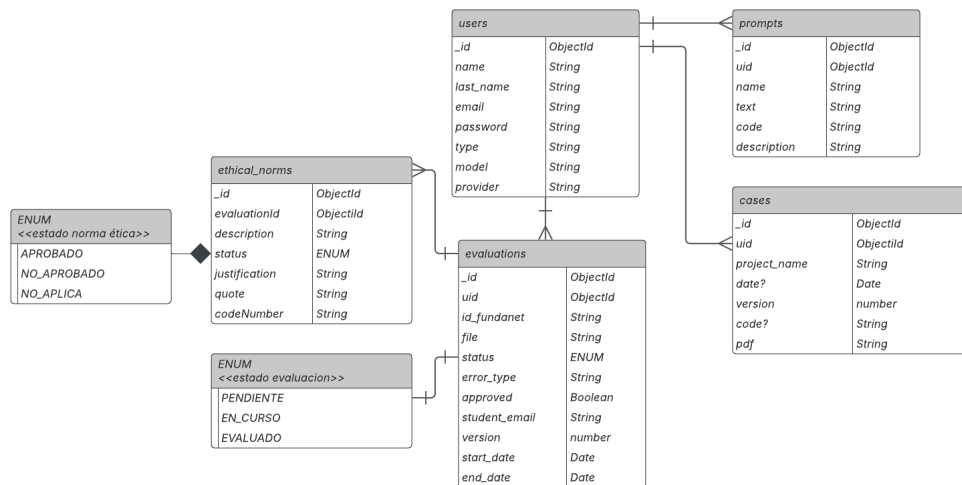 users
_id ObjectId
name String
last_name String
email String
password String
type String
model String
provider String
prompts
_id ObjectId
uid ObjectId
name String
text String
code String
description String
ethical_norms
_id ObjectId
evaluationId ObjectiId
description String
status ENUM
justification String
quote String
codeNumber String
ENUM
<<estado norma ética>>
APROBADO
NO_APROBADO
NO_APLICA
cases
_id ObjectId
uid ObjectiId
project_name String
date? Date
version number
code? String
pdf String
evaluations
_id ObjectId
uid ObjectId
id_fundanet String
file String
status ENUM
error_type String
approved Boolean
student_email String
version number
start_date Date
end_date Date
ENUM
<<estado evaluacion>>
PENDIENTE
EN_CURSO
EVALUADO